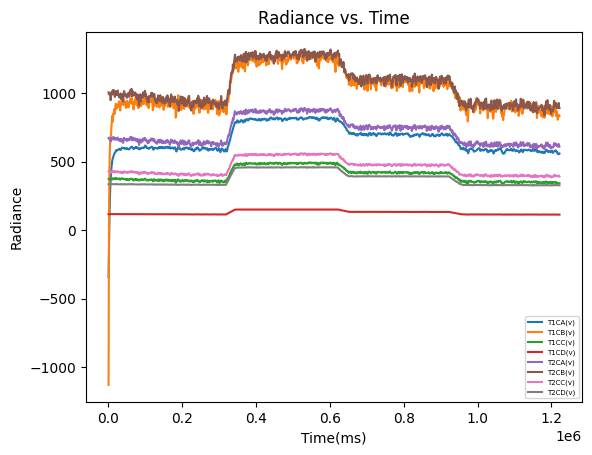 Radiance vs. Time
Radiance
1000
500
0
−500
−1000
0.0 0.2 0.4 0.6 0.8 1.0 1.2
1e6
Time(ms)
T1CA(v)
T1CB(v)
T1CC(v)
T1CD(v)
T2CA(v)
T2CB(v)
T2CC(v)
T2CD(v)